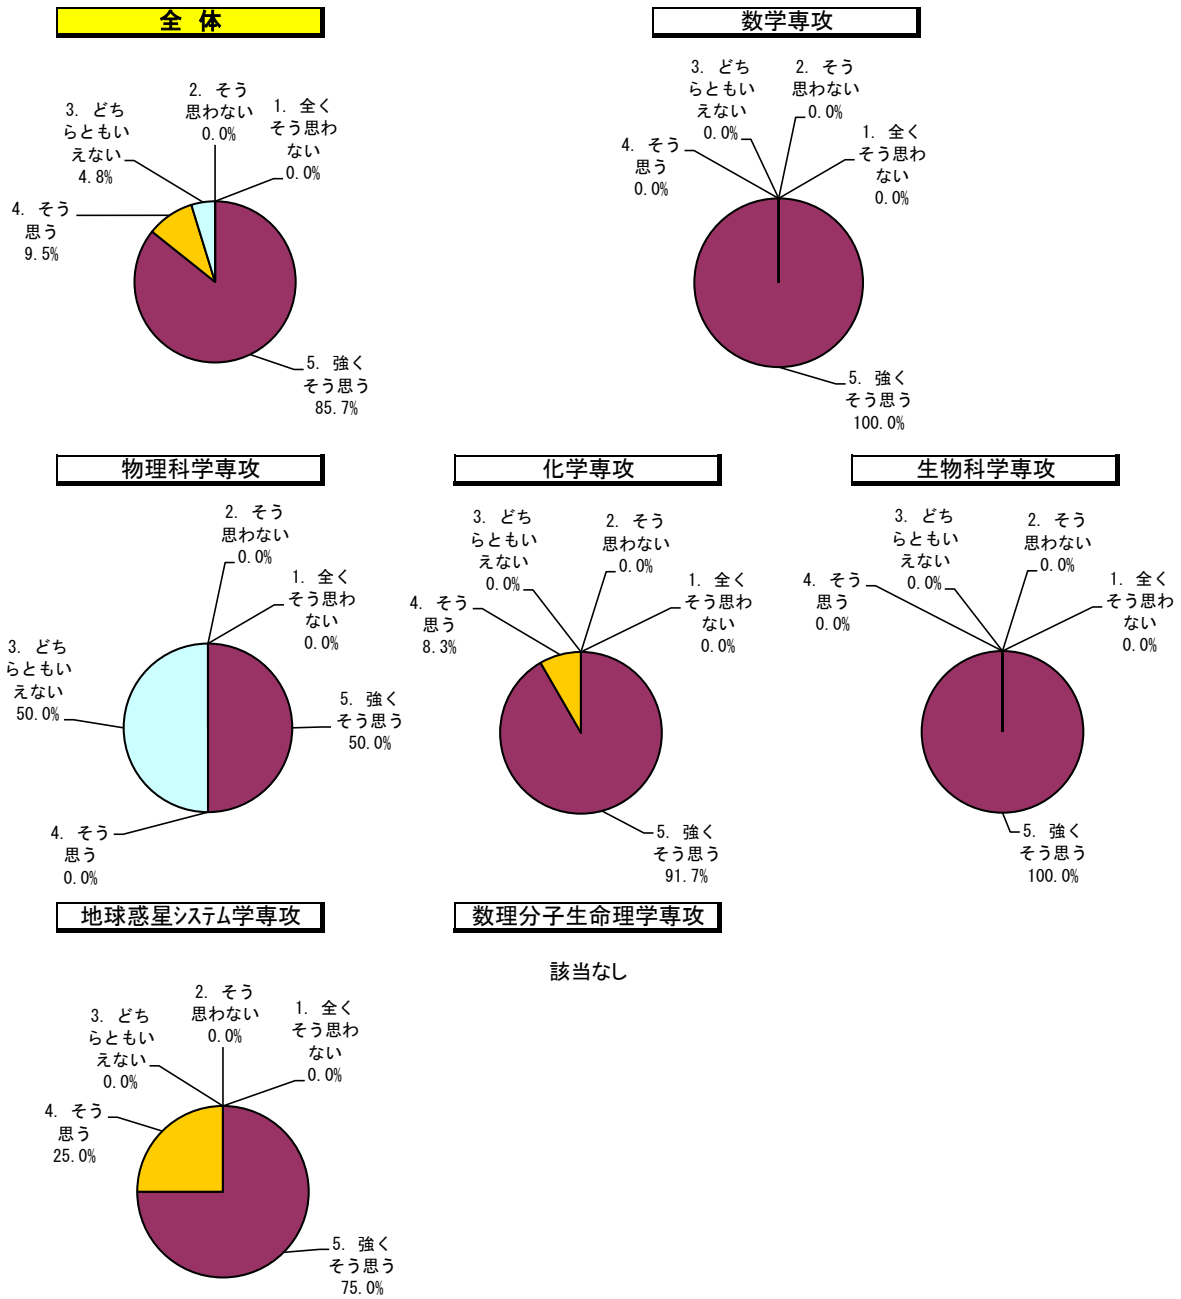 全 体
2. そう
思わない
0.0%
1. 全く
そう思わ
ない
0.0%
3. どち
らともい
えない
4.8%
4. そう
思う
9.5%
5. 強く
そう思う
85.7%
数学専攻
3. どち
らともい
えない
0.0%
2. そう
思わない
0.0%
4. そう
思う
0.0%
1. 全く
そう思わ
ない
0.0%
5. 強く
そう思う
100.0%
物理科学専攻
2. そう
思わない
0.0%
1. 全く
そう思わ
ない
0.0%
3. どち
らともい
えない
50.0%
5. 強く
そう思う
50.0%
4. そう
思う
0.0%
化学専攻
3. どち
らともい
えない
0.0%
2. そう
思わない
0.0%
4. そう
思う
8.3%
1. 全く
そう思わ
ない
0.0%
5. 強く
そう思う
91.7%
生物科学専攻
3. どち
らともい
えない
0.0%
2. そう
思わない
0.0%
4. そう
思う
0.0%
1. 全く
そう思わ
ない
0.0%
5. 強く
そう思う
100.0%
地球惑星ｼｽﾃﾑ学専攻
2. そう
思わない
0.0%
1. 全く
そう思わ
ない
0.0%
3. どち
らともい
えない
0.0%
4. そう
思う
25.0%
5. 強く
そう思う
75.0%
数理分子生命理学専攻
該当なし